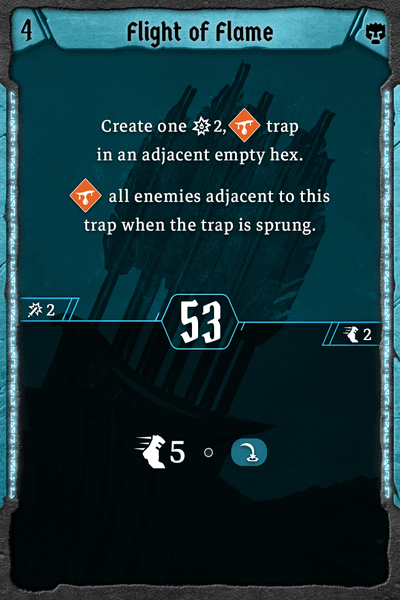 4 Flight of Flame
Create one 2, trap
in an adjacent empty hex.
all enemies adjacent to this
trap when the trap is sprung.
2
53
2
5